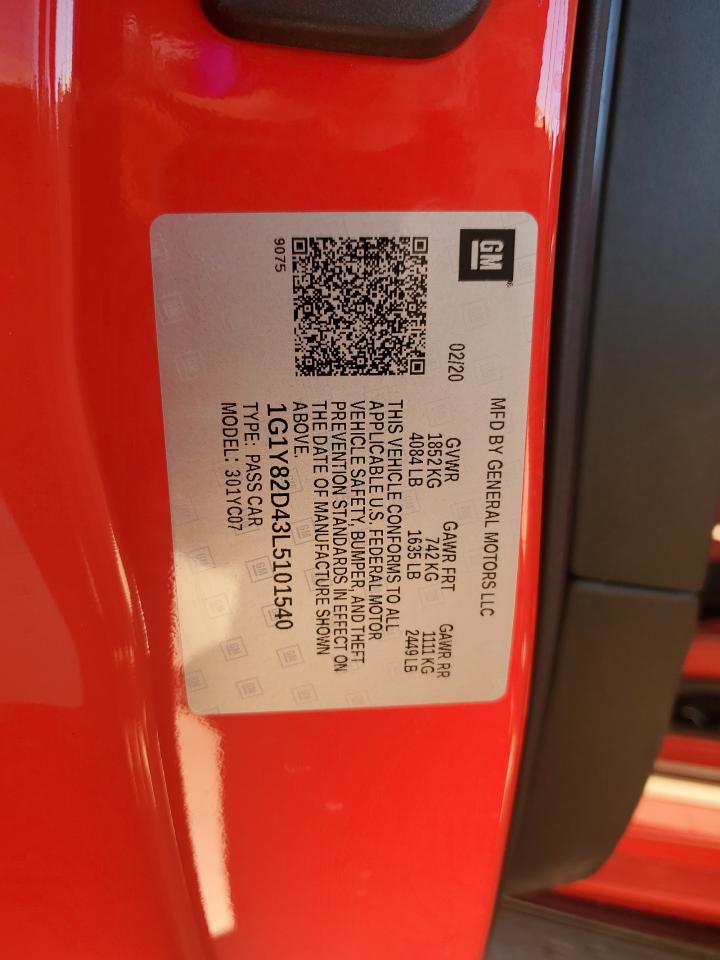 GM
MFD BY GENERAL MOTORS LLC
02/20
GVWR GAWR FRT GAWR RR
1852 KG 742 KG 1111 KG
4084 LB 1635 LB 2449 LB
THIS VEHICLE CONFORMS TO ALL
APPLICABLE U.S. FEDERAL MOTOR
VEHICLE SAFETY, BUMPER, AND THEFT
PREVENTION STANDARDS IN EFFECT ON
THE DATE OF MANUFACTURE SHOWN
ABOVE.
9075
1G1Y82D43L5101540
TYPE: PASS CAR
MODEL: 301YC07